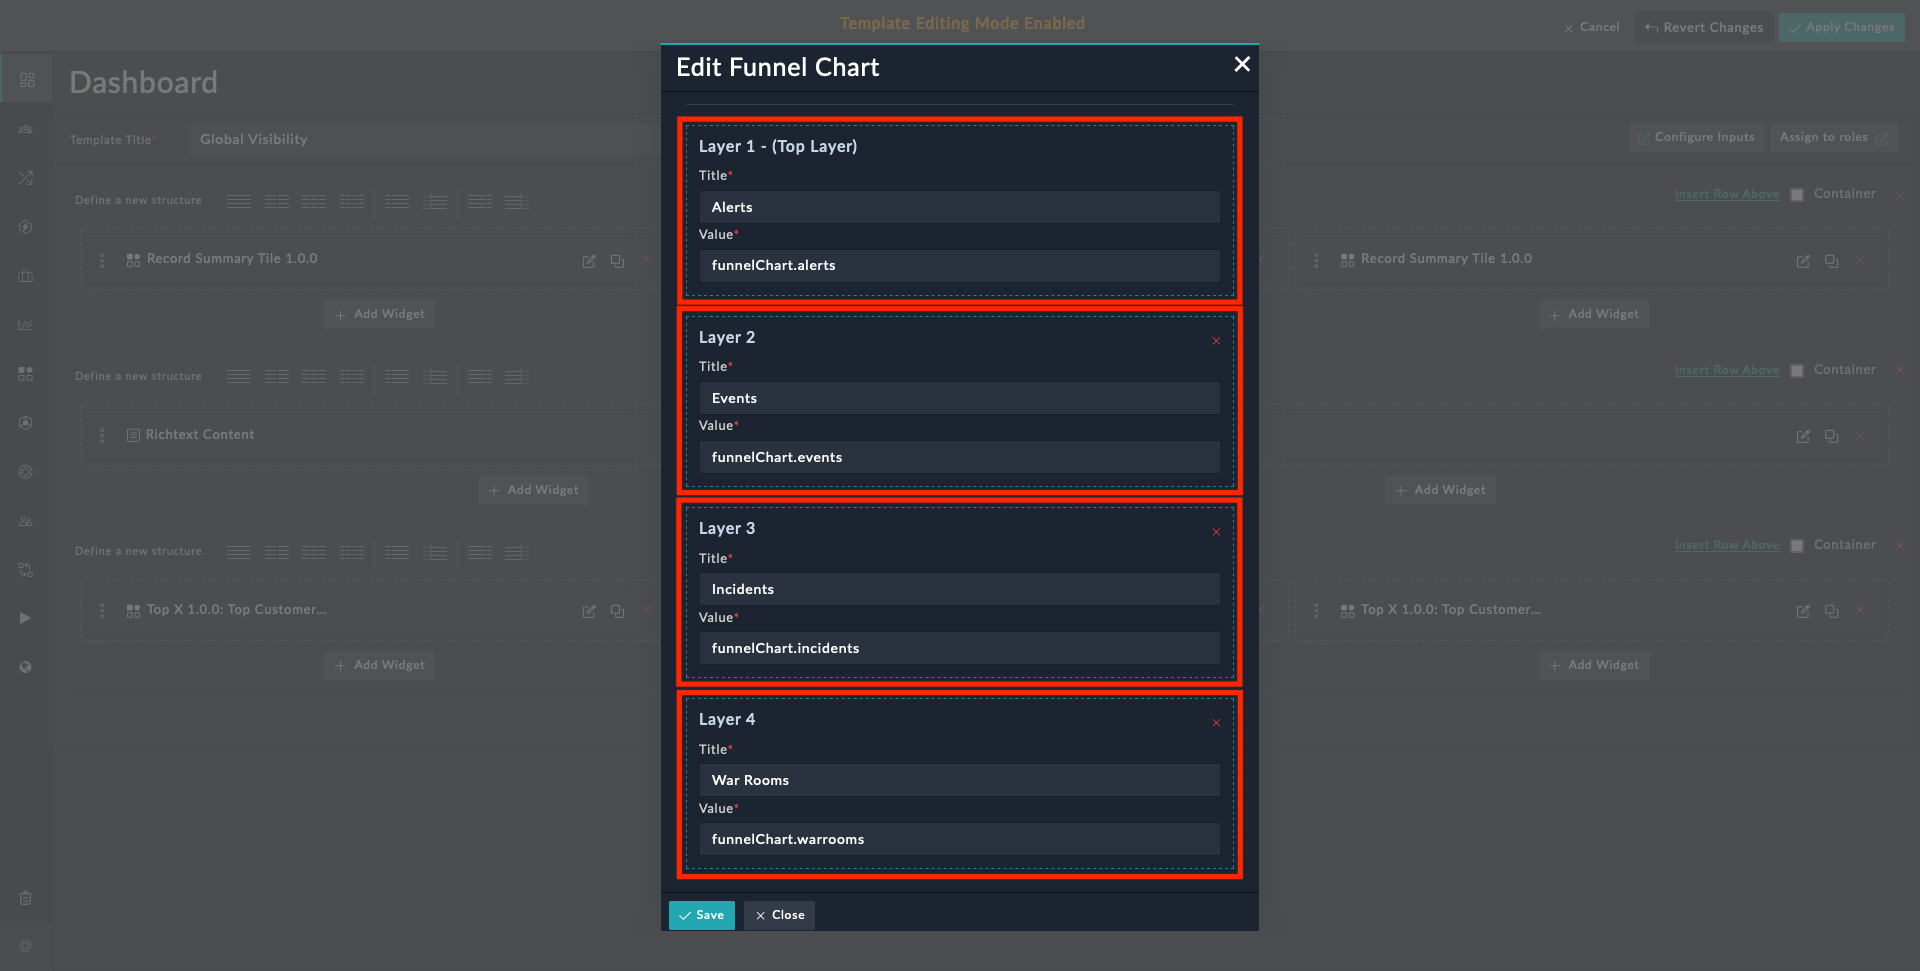 Template Editing Mode Enabled
Cancel
Revert Changes
Apply Changes
Dashboard
Template Title*
Global Visibility
Configure Inputs
Assign to roles
Define a new structure
Insert Row Above
Container
Record Summary Tile 1.0.0
Record Summary Tile 1.0.0
Add Widget
Add Widget
Define a new structure
Insert Row Above
Container
Richtext Content
Add Widget
Add Widget
Define a new structure
Insert Row Above
Container
Top X 1.0.0: Top Customer...
Top X 1.0.0: Top Customer...
Add Widget
Add Widget
Edit Funnel Chart
Layer 1 - (Top Layer)
Title*
Alerts
Value*
funnelChart.alerts
Layer 2
Title*
Events
Value*
funnelChart.events
Layer 3
Title*
Incidents
Value*
funnelChart.incidents
Layer 4
Title*
War Rooms
Value*
funnelChart.warrooms
Save
Close